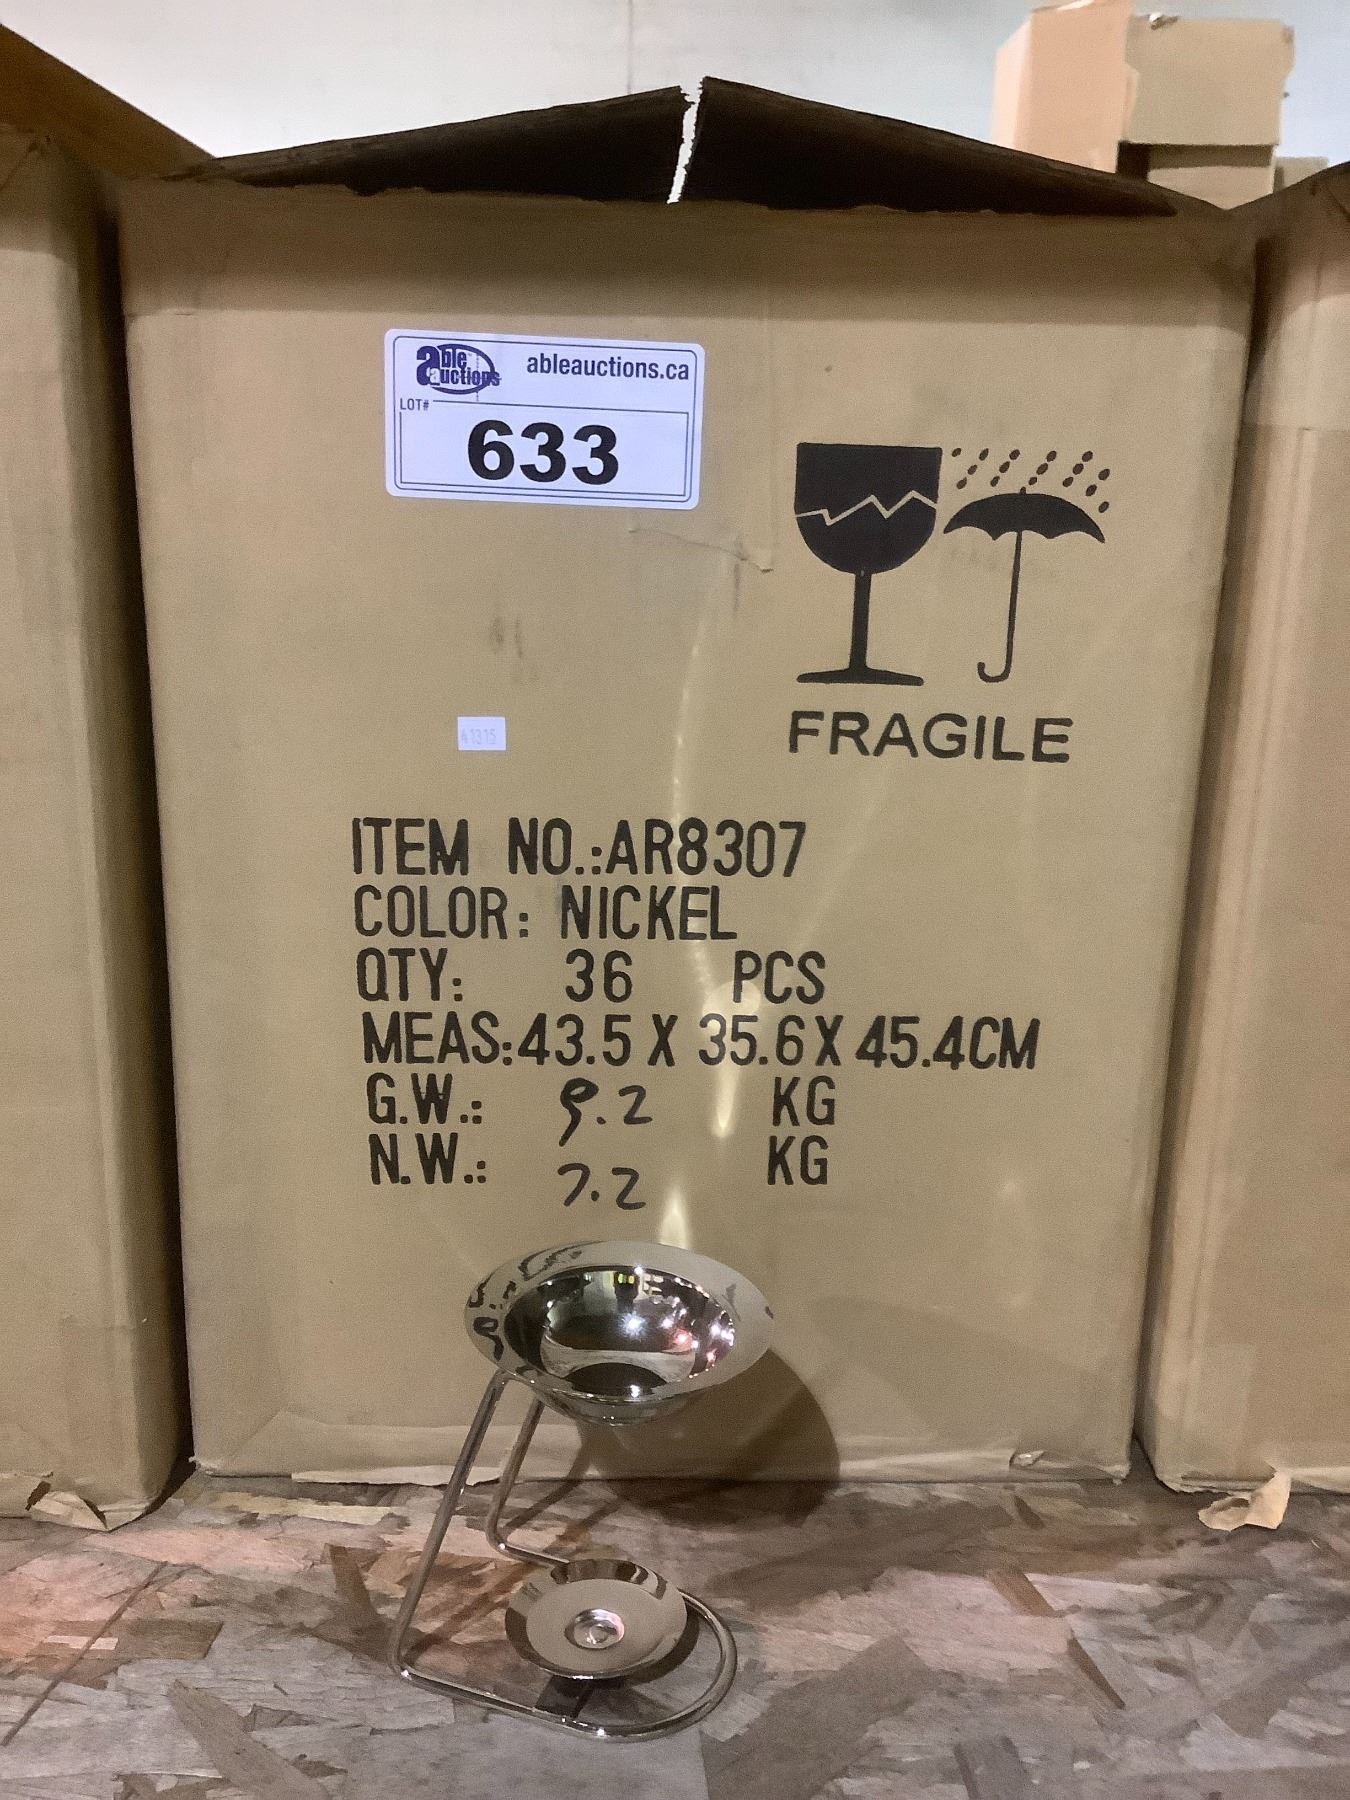 able auctions
ableauctions.ca
LOT#
633
FRAGILE
41315
ITEM NO.:AR8307
COLOR: NICKEL
QTY: 36 PCS
MEAS:43.5 X 35.6 X 45.4CM
G.W.: 9.2 KG
N.W.: 7.2 KG